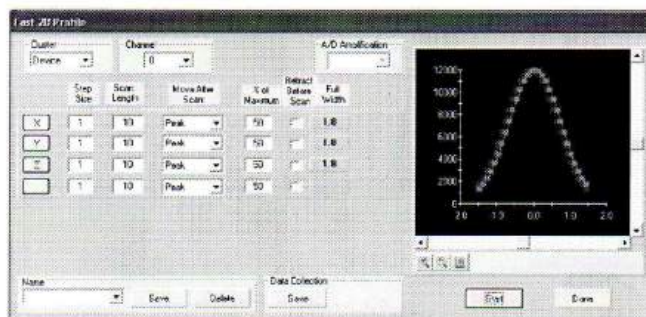 Fast 2D Profile
Cluster
Channel
A/D Amplification
Device
0
Step Size
Scan Length
Move After Scan
% of Maximum
Retract Before Scan
Full Width
X 1 10 Peak 50 1.8
Y 1 10 Peak 50 1.8
Z 1 10 Peak 50 1.8
1 10 Peak 50
12000
10000
8000
6000
4000
2000
0
2.0 1.0 0.0 1.0 2.0
Name
Save
Delete
Data Collection
Save
Start
Done